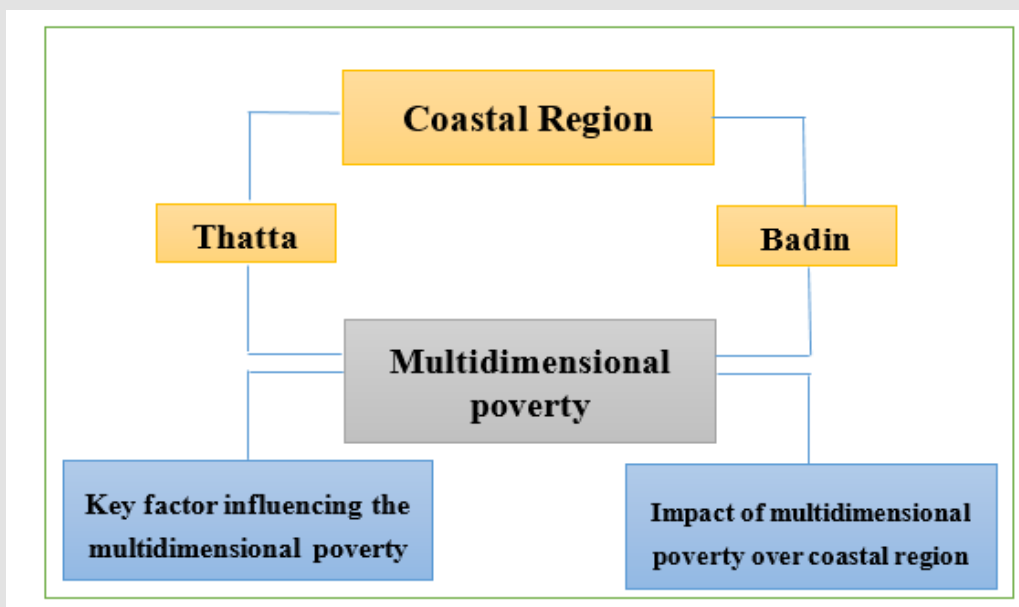 Coastal Region
Thatta
Badin
Multidimensional
poverty
Key factor influencing the
multidimensional poverty
Impact of multidimensional
poverty over coastal region